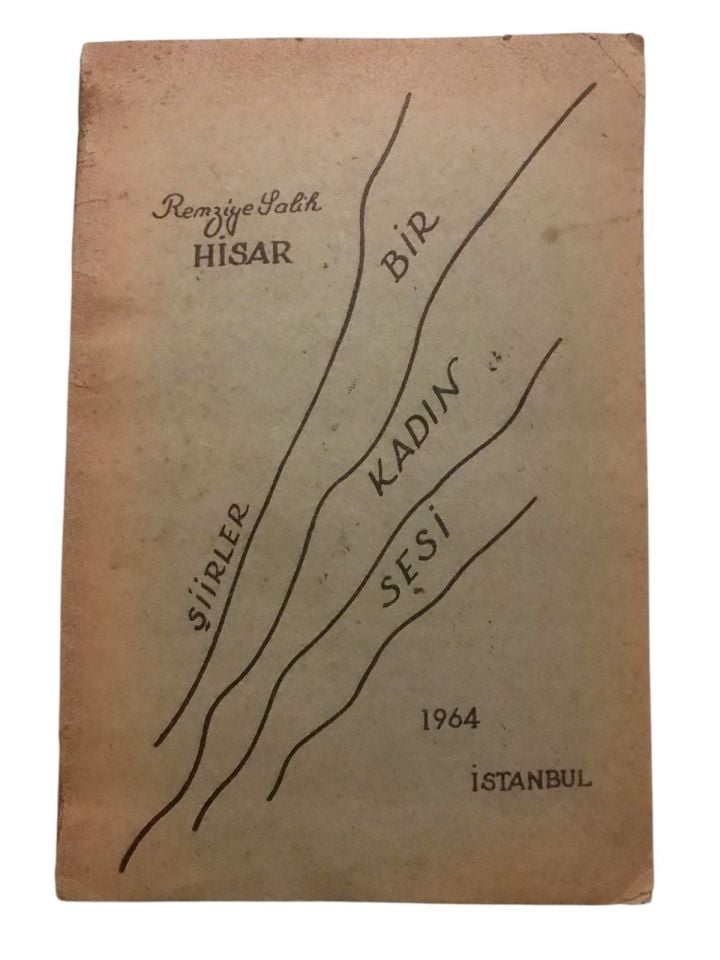 Remziye Salih
HİSAR
BİR
KADIN
SESİ
ŞİİRLER
1964
İSTANBUL